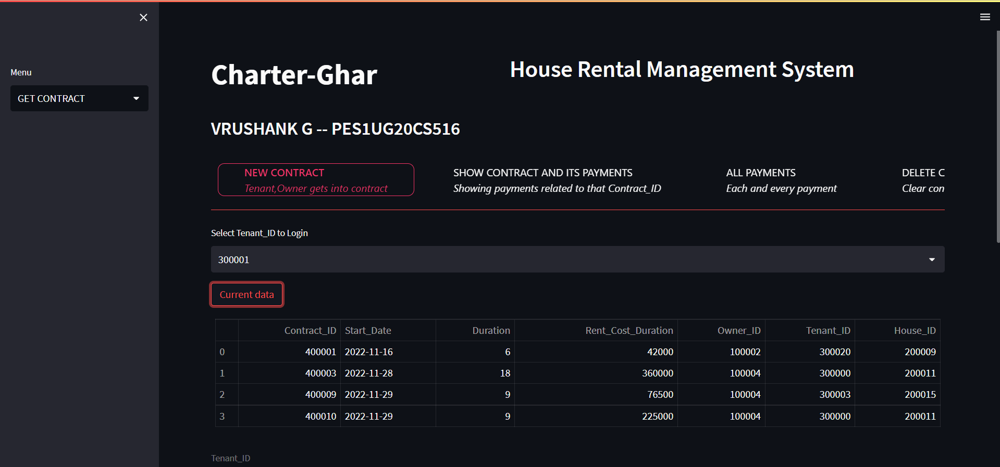 Menu
GET CONTRACT
Charter-Ghar
House Rental Management System
VRUSHANK G -- PES1UG20CS516
NEW CONTRACT
Tenant,Owner gets into contract
SHOW CONTRACT AND ITS PAYMENTS
Showing payments related to that Contract_ID
ALL PAYMENTS
Each and every payment
DELETE C
Clear con
Select Tenant_ID to Login
300001
Current data
Contract_ID Start_Date Duration Rent_Cost_Duration Owner_ID Tenant_ID House_ID
0 400001 2022-11-16 6 42000 100002 300020 200009
1 400003 2022-11-28 18 360000 100004 300000 200011
2 400009 2022-11-29 9 76500 100004 300003 200015
3 400010 2022-11-29 9 225000 100004 300000 200011
Tenant_ID